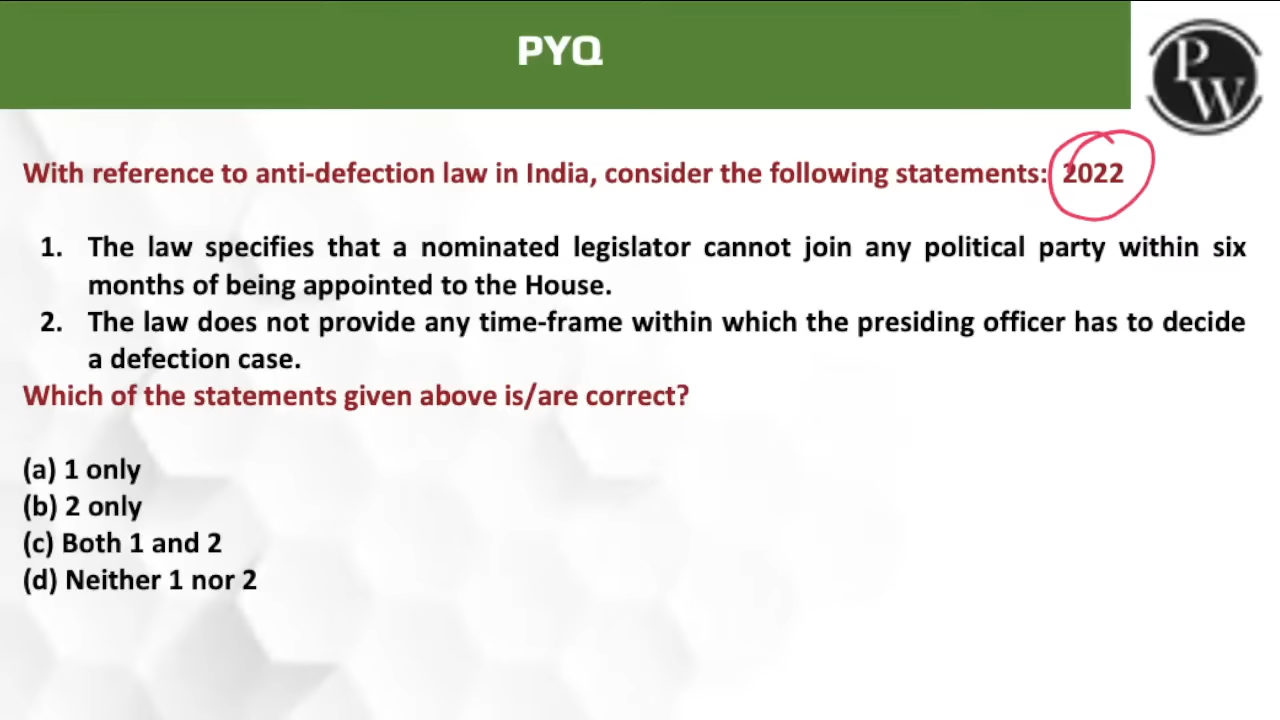 PYQ
P
W
With reference to anti-defection law in India, consider the following statements: 2022
1. The law specifies that a nominated legislator cannot join any political party within six
months of being appointed to the House.
2. The law does not provide any time-frame within which the presiding officer has to decide
a defection case.
Which of the statements given above is/are correct?
(a) 1 only
(b) 2 only
(c) Both 1 and 2
(d) Neither 1 nor 2